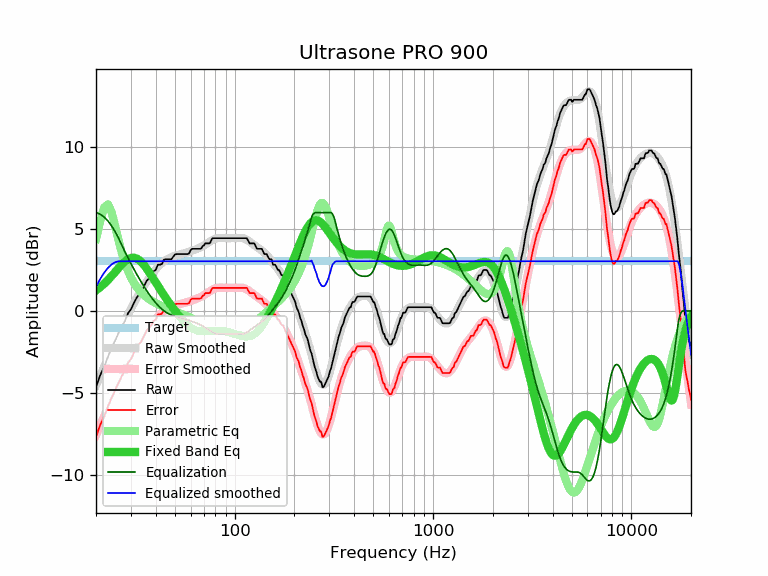 Ultrasone PRO 900
Amplitude (dBr)
10
5
0
−5
−10
Target
Raw Smoothed
Error Smoothed
Raw
Error
Parametric Eq
Fixed Band Eq
Equalization
Equalized smoothed
100 1000 10000
Frequency (Hz)